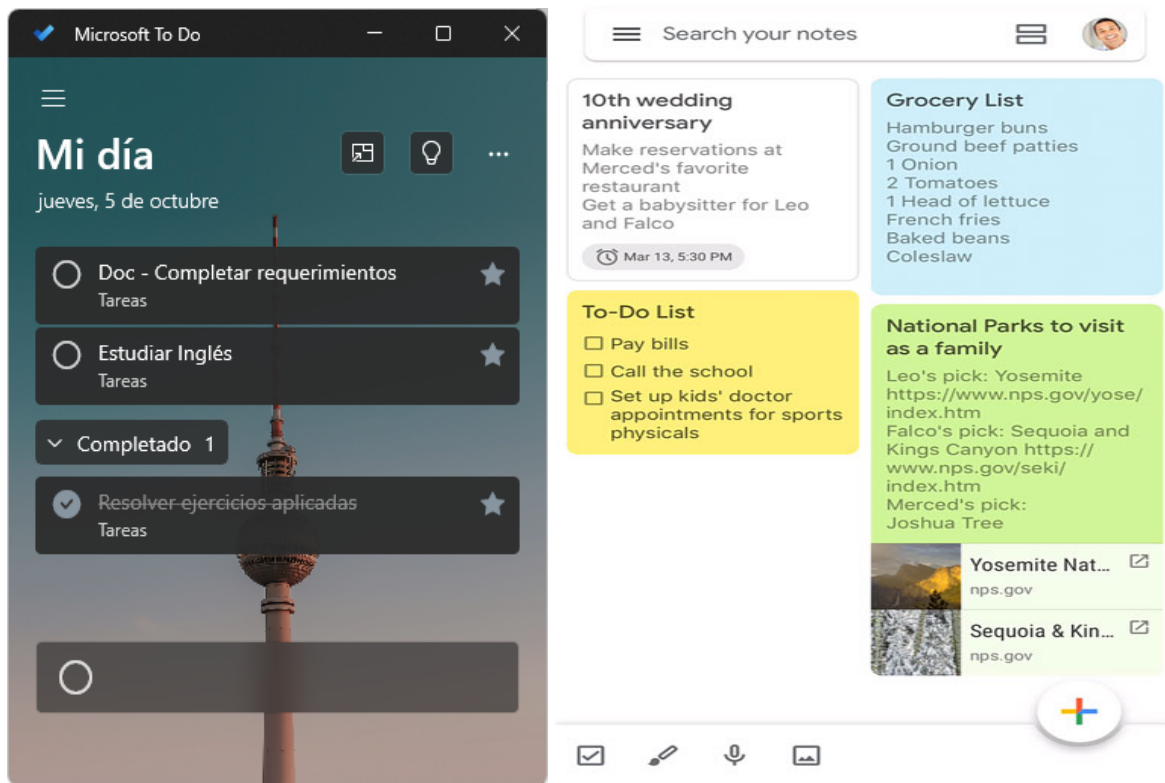 Microsoft To Do
Mi día
jueves, 5 de octubre
Doc - Completar requerimientos
Tareas
Estudiar Inglés
Tareas
Completado 1
Resolver ejercicios aplicadas
Tareas
Search your notes
10th wedding
anniversary
Make reservations at
Merced's favorite
restaurant
Get a babysitter for Leo
and Falco
Mar 13, 5:30 PM
To-Do List
Pay bills
Call the school
Set up kids' doctor
appointments for sports
physicals
Grocery List
Hamburger buns
Ground beef patties
1 Onion
2 Tomatoes
1 Head of lettuce
French fries
Baked beans
Coleslaw
National Parks to visit
as a family
Leo's pick: Yosemite
https://www.nps.gov/yose/
index.htm
Falco's pick: Sequoia and
Kings Canyon https://
www.nps.gov/seki/
index.htm
Merced's pick:
Joshua Tree
Yosemite Nat...
nps.gov
Sequoia & Kin...
nps.gov